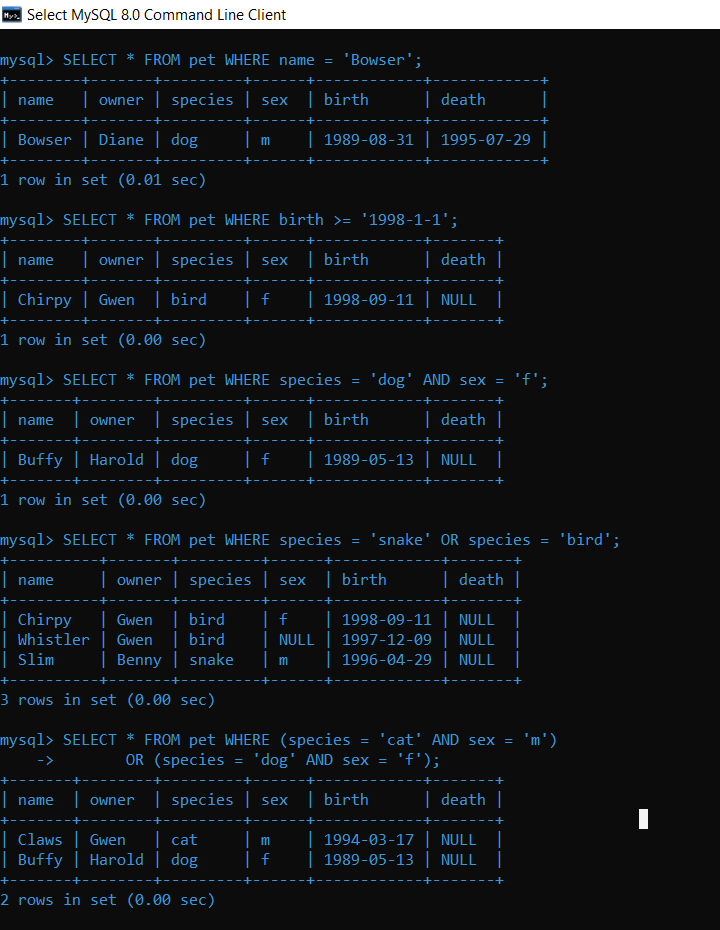 Select MySQL 8.0 Command Line Client
mysql> SELECT * FROM pet WHERE name = 'Bowser';
+--------+-------+---------+------+------------+------------+
| name   | owner | species | sex  | birth      | death      |
+--------+-------+---------+------+------------+------------+
| Bowser | Diane | dog     | m    | 1989-08-31 | 1995-07-29 |
+--------+-------+---------+------+------------+------------+
1 row in set (0.01 sec)
mysql> SELECT * FROM pet WHERE birth >= '1998-1-1';
+--------+-------+---------+------+------------+-------+
| name   | owner | species | sex  | birth      | death |
+--------+-------+---------+------+------------+-------+
| Chirpy | Gwen  | bird    | f    | 1998-09-11 | NULL  |
+--------+-------+---------+------+------------+-------+
1 row in set (0.00 sec)
mysql> SELECT * FROM pet WHERE species = 'dog' AND sex = 'f';
+-------+--------+---------+------+------------+-------+
| name  | owner  | species | sex  | birth      | death |
+-------+--------+---------+------+------------+-------+
| Buffy | Harold | dog     | f    | 1989-05-13 | NULL  |
+-------+--------+---------+------+------------+-------+
1 row in set (0.00 sec)
mysql> SELECT * FROM pet WHERE species = 'snake' OR species = 'bird';
+----------+-------+---------+------+------------+-------+
| name     | owner | species | sex  | birth      | death |
+----------+-------+---------+------+------------+-------+
| Chirpy   | Gwen  | bird    | f    | 1998-09-11 | NULL  |
| Whistler | Gwen  | bird    | NULL | 1997-12-09 | NULL  |
| Slim     | Benny | snake   | m    | 1996-04-29 | NULL  |
+----------+-------+---------+------+------------+-------+
3 rows in set (0.00 sec)
mysql> SELECT * FROM pet WHERE (species = 'cat' AND sex = 'm')
    ->        OR (species = 'dog' AND sex = 'f');
+-------+--------+---------+------+------------+-------+
| name  | owner  | species | sex  | birth      | death |
+-------+--------+---------+------+------------+-------+
| Claws | Gwen   | cat     | m    | 1994-03-17 | NULL  |
| Buffy | Harold | dog     | f    | 1989-05-13 | NULL  |
+-------+--------+---------+------+------------+-------+
2 rows in set (0.00 sec)